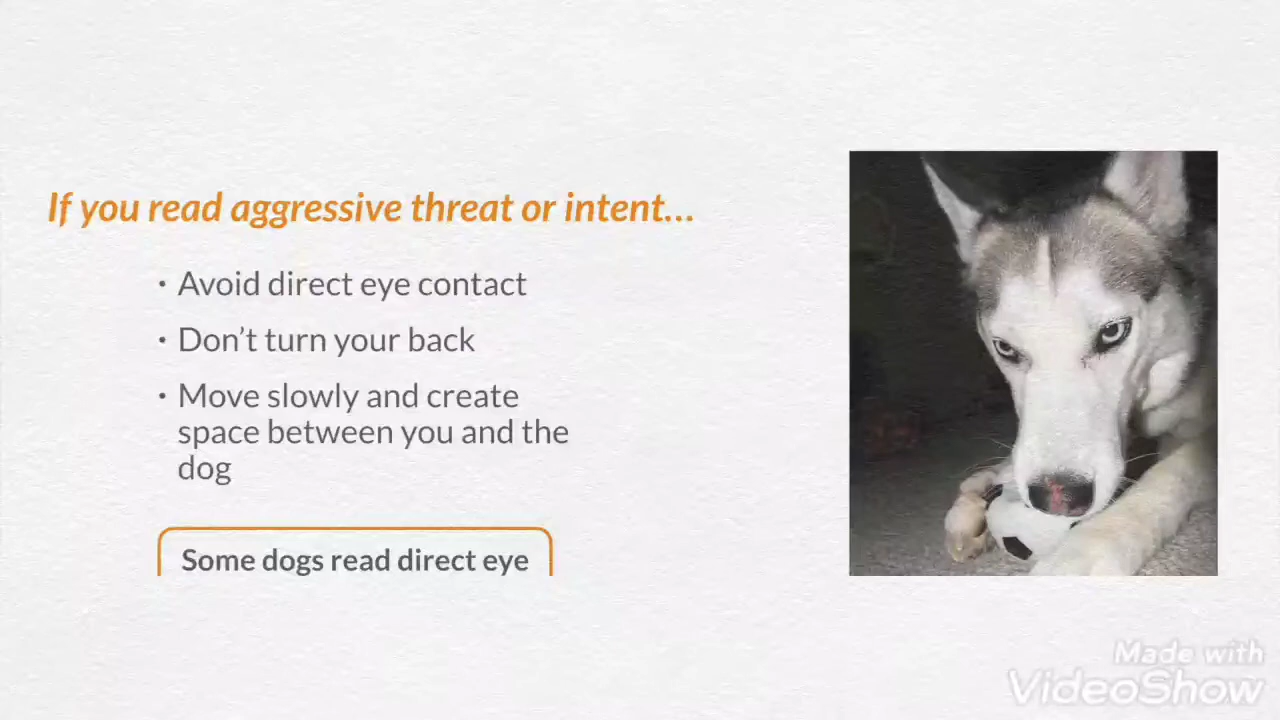 If you read aggressive threat or intent...
• Avoid direct eye contact
• Don’t turn your back
• Move slowly and create
space between you and the
dog
Some dogs read direct eye
Made with
VideoShow